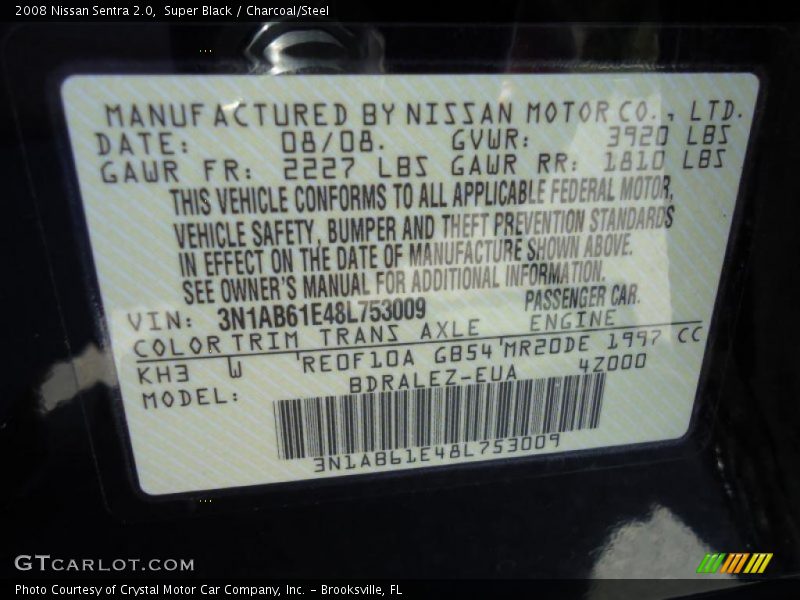 2008 Nissan Sentra 2.0,  Super Black / Charcoal/Steel
MANUFACTURED BY NISSAN MOTOR CO., LTD.
DATE: 08/08. GVWR: 3920 LBS
GAWR FR: 2227 LBS GAWR RR: 1810 LBS
THIS VEHICLE CONFORMS TO ALL APPLICABLE FEDERAL MOTOR,
VEHICLE SAFETY, BUMPER AND THEFT PREVENTION STANDARDS
IN EFFECT ON THE DATE OF MANUFACTURE SHOWN ABOVE.
SEE OWNER'S MANUAL FOR ADDITIONAL INFORMATION.
VIN: 3N1AB61E48L753009 PASSENGER CAR.
COLOR TRIM TRANS AXLE ENGINE
KH3 W RE0F10A GB54 MR20DE 1997 CC
MODEL: BDRALEZ-EUA 4Z000
3N1AB61E48L753009
GTcarlot.com
Photo Courtesy of Crystal Motor Car Company, Inc. - Brooksville, FL